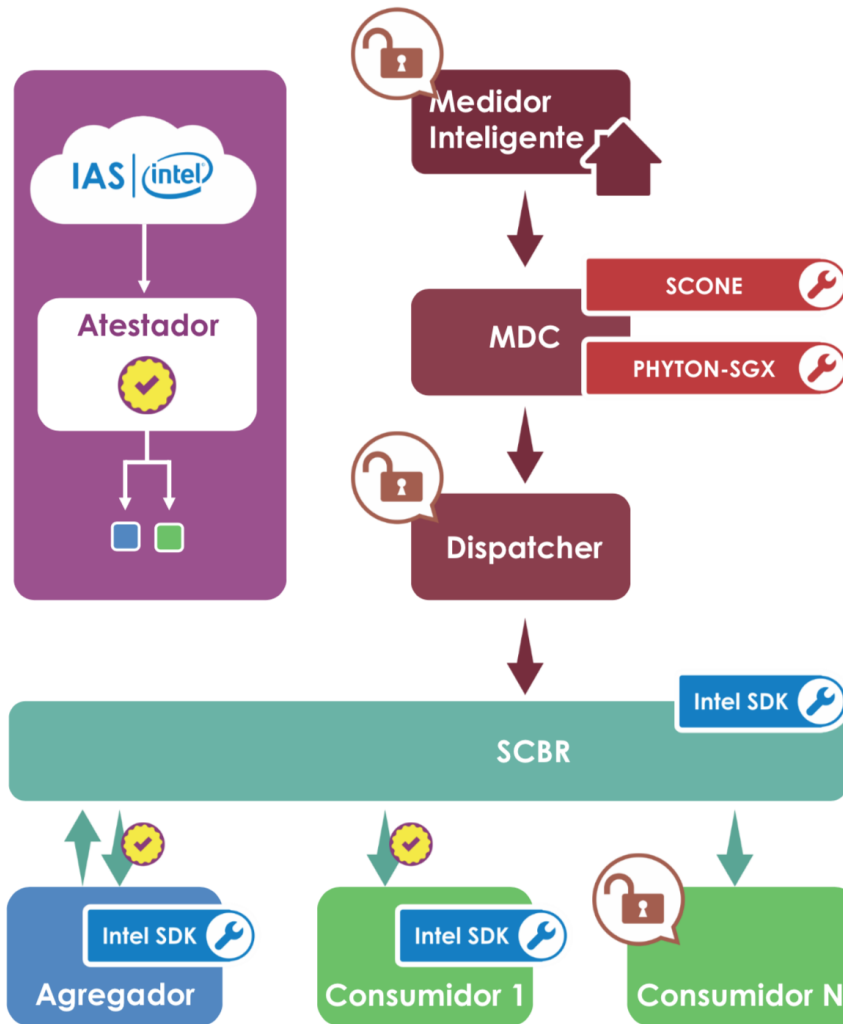 IAS
intel
Atestador
Medidor
Inteligente
SCONE
MDC
PHYTON-SGX
Dispatcher
Intel SDK
SCBR
Intel SDK
Agregador
Intel SDK
Consumidor 1
Consumidor N